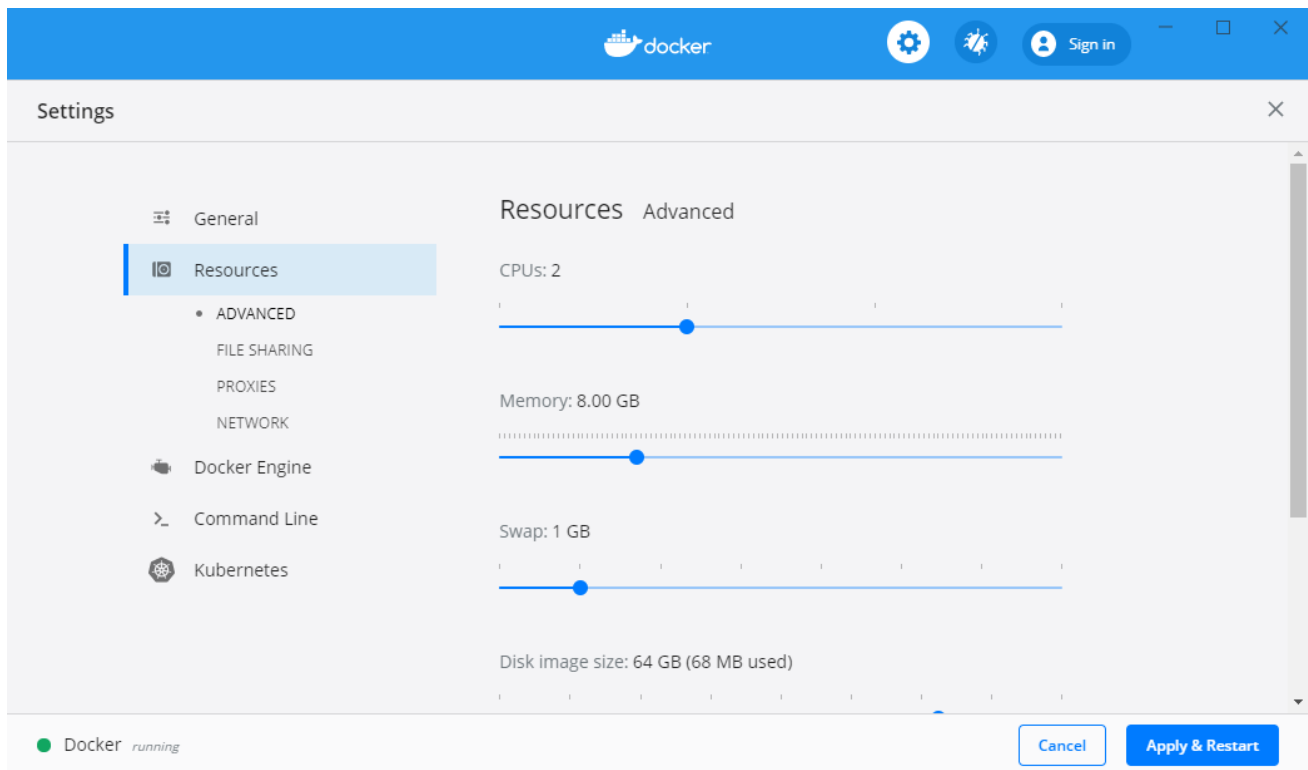 docker
Sign in
Settings
General
Resources
ADVANCED
FILE SHARING
PROXIES
NETWORK
Docker Engine
Command Line
Kubernetes
Resources Advanced
CPUs: 2
Memory: 8.00 GB
Swap: 1 GB
Disk image size: 64 GB (68 MB used)
Docker running
Cancel
Apply & Restart